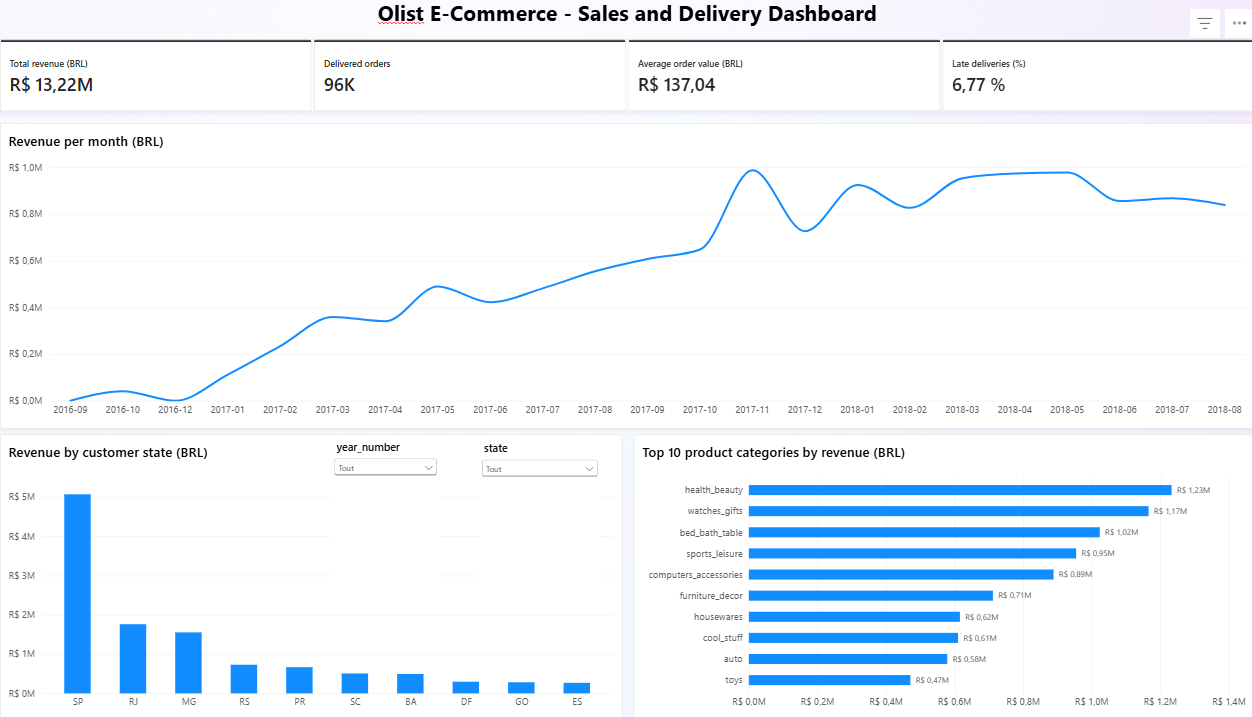 Olist E-Commerce - Sales and Delivery Dashboard
Total revenue (BRL)
R$ 13,22M
Delivered orders
96K
Average order value (BRL)
R$ 137,04
Late deliveries (%)
6,77 %
Revenue per month (BRL)
R$ 1,0M
R$ 0,8M
R$ 0,6M
R$ 0,4M
R$ 0,2M
R$ 0,0M
2016-09 2016-10 2016-12 2017-01 2017-02 2017-03 2017-04 2017-05 2017-06 2017-07 2017-08 2017-09 2017-10 2017-11 2017-12 2018-01 2018-02 2018-03 2018-04 2018-05 2018-06 2018-07 2018-08
Revenue by customer state (BRL)
year_number
Tout
state
Tout
R$ 5M
R$ 4M
R$ 3M
R$ 2M
R$ 1M
R$ 0M
SP RJ MG RS PR SC BA DF GO ES
Top 10 product categories by revenue (BRL)
health_beauty R$ 1,23M
watches_gifts R$ 1,17M
bed_bath_table R$ 1,02M
sports_leisure R$ 0,95M
computers_accessories R$ 0,89M
furniture_decor R$ 0,71M
housewares R$ 0,62M
cool_stuff R$ 0,61M
auto R$ 0,58M
toys R$ 0,47M
R$ 0,0M R$ 0,2M R$ 0,4M R$ 0,6M R$ 0,8M R$ 1,0M R$ 1,2M R$ 1,4M